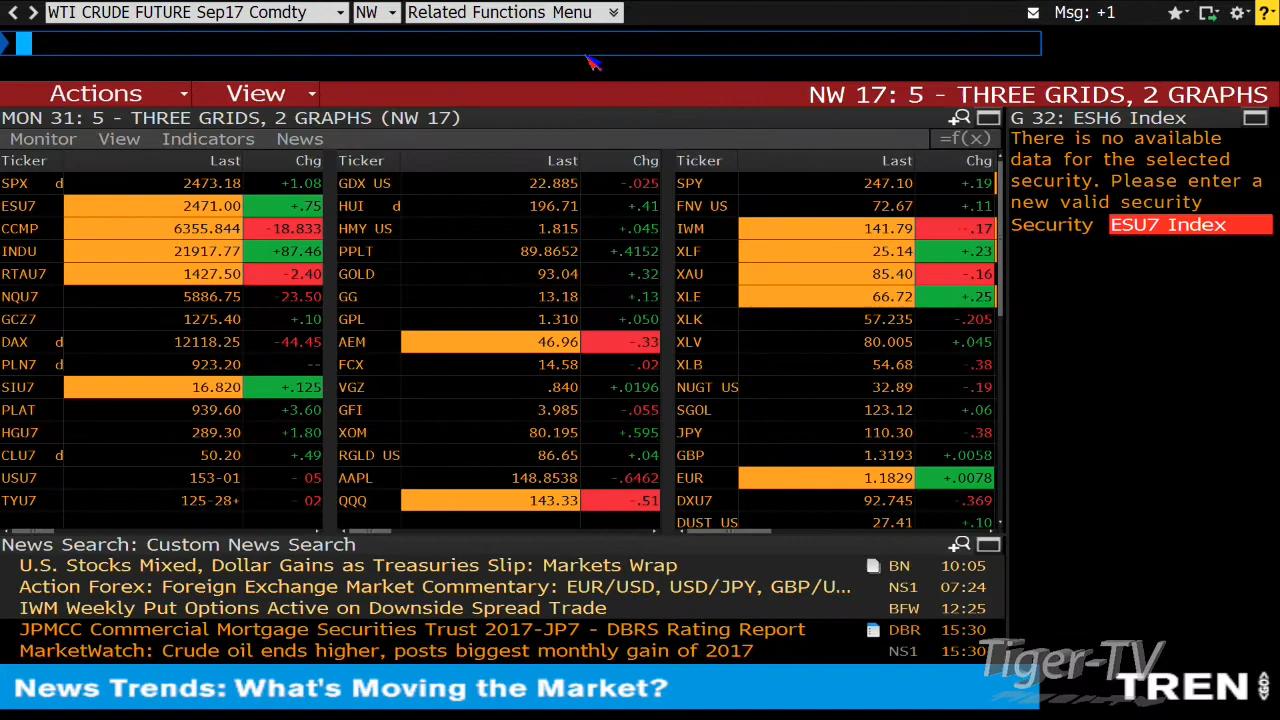 WTI CRUDE FUTURE Sep17 Comdty NW Related Functions Menu Msg: +1 ?
Actions View NW 17: 5 - THREE GRIDS, 2 GRAPHS
MON 31: 5 - THREE GRIDS, 2 GRAPHS (NW 17)
Monitor View Indicators News =f(x)
Ticker Last Chg Ticker Last Chg Ticker Last Chg
SPX d 2473.18 +1.08 GDX US 22.885 -.025 SPY 247.10 +.19
ESU7 2471.00 +.75 HUI d 196.71 +.41 FNV US 72.67 +.11
CCMP 6355.844 -18.833 HMY US 1.815 +.045 IWM 141.79 -.17
INDU 21917.77 +87.46 PPLT 89.8652 +.4152 XLF 25.14 +.23
RTAU7 1427.50 -2.40 GOLD 93.04 +.32 XAU 85.40 -.16
NQU7 5886.75 -23.50 GG 13.18 +.13 XLE 66.72 +.25
GCZ7 1275.40 +.10 GPL 1.310 +.050 XLK 57.235 -.205
DAX d 12118.25 -44.45 AEM 46.96 -.33 XLV 80.005 +.045
PLN7 d 923.20 -- FCX 14.58 -.02 XLB 54.68 -.38
SIU7 16.820 +.125 VGZ .840 +.0196 NUGT US 32.89 -.19
PLAT 939.60 +3.60 GFI 3.985 -.055 SGOL 123.12 +.06
HGU7 289.30 +1.80 XOM 80.195 +.595 JPY 110.30 -.38
CLU7 d 50.20 +.49 RGLD US 86.65 +.04 GBP 1.3193 +.0058
USU7 153-01 - 05 AAPL 148.8538 -.6462 EUR 1.1829 +.0078
TYU7 125-28+ - 02 QQQ 143.33 -.51 DXU7 92.745 -.369
DUST US 27.41 +.10
G 32: ESH6 Index
There is no available
data for the selected
security. Please enter a
new valid security
Security ESU7 Index
News Search: Custom News Search
U.S. Stocks Mixed, Dollar Gains as Treasuries Slip: Markets Wrap BN 10:05
Action Forex: Foreign Exchange Market Commentary: EUR/USD, USD/JPY, GBP/U... NS1 07:24
IWM Weekly Put Options Active on Downside Spread Trade BFW 12:25
JPMCC Commercial Mortgage Securities Trust 2017-JP7 - DBRS Rating Report DBR 15:30
MarketWatch: Crude oil ends higher, posts biggest monthly gain of 2017 NS1 15:30
Tiger-TV
News Trends: What's Moving the Market? TREN